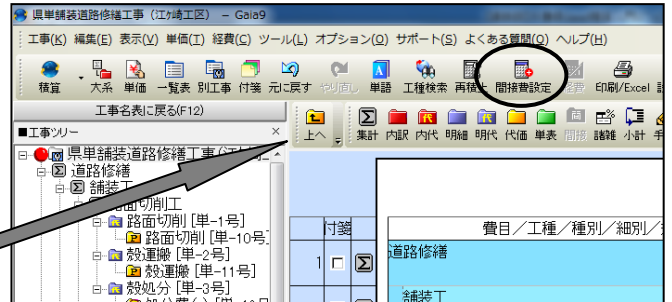 県単舗装道路修繕工事（江ケ崎工区） － Gaia9
工事(K) 編集(E) 表示(V) 単価(T) 経費(C) ツール(L) オプション(O) サポート(S) よくある質問(Q) ヘルプ(H)
積算 大系 単価 一覧表 別工事 付箋 元に戻す やり直し 単語 工種検索 再積 間接費設定 印刷/Excel
工事名表に戻る(F12)
上へ 集計 内訳 内代 明細 明代 代価 単表 間接 諸雑 小計
■工事ツリー ×
県単舗装道路修繕工事
道路修繕
舗装工
路面切削工
路面切削 [単-1号]
路面切削 [単-10号]
殻運搬 [単-2号]
殻運搬 [単-11号]
殻処分 [単-3号]
付箋 費目／工種／種別／細別／
1 Σ 道路修繕
舗装工